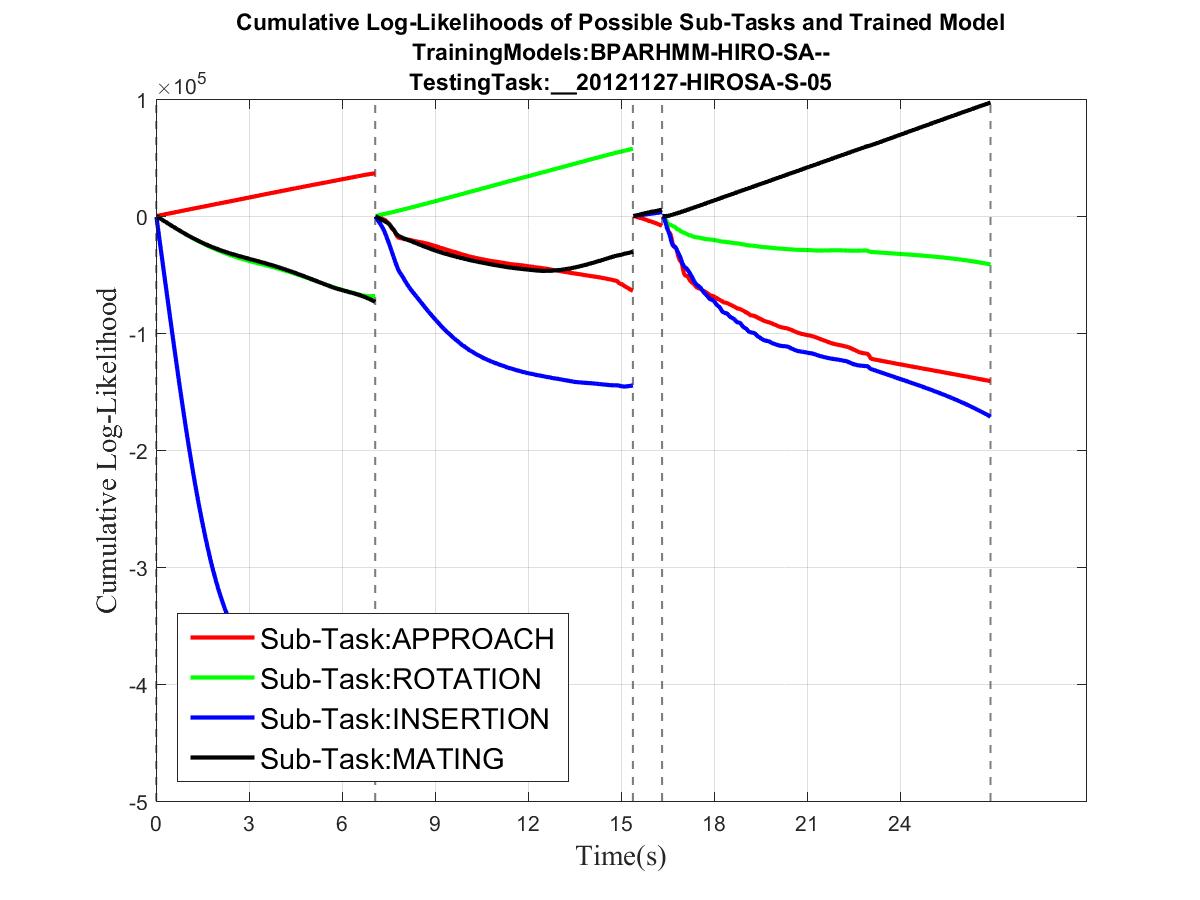 Cumulative Log-Likelihoods of Possible Sub-Tasks and Trained Model
TrainingModels:BPARHMM-HIRO-SA--
TestingTask:__20121127-HIROSA-S-05
×10^5
1
0
-1
-2
-3
-4
-5
Cumulative Log-Likelihood
Sub-Task:APPROACH
Sub-Task:ROTATION
Sub-Task:INSERTION
Sub-Task:MATING
0 3 6 9 12 15 18 21 24
Time(s)